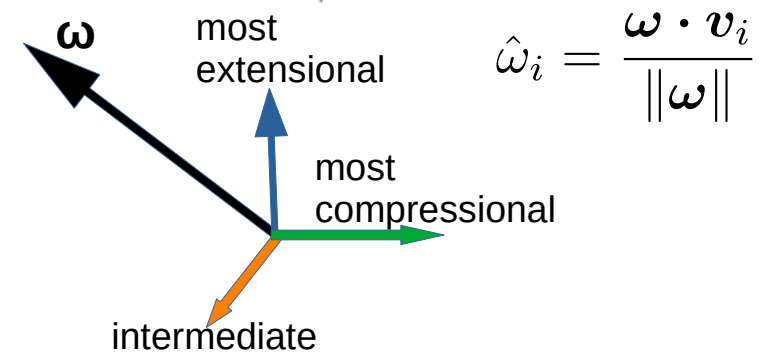 ω
most
extensional
ω̂ᵢ = (ω · vᵢ) / ‖ω‖
most
compressional
intermediate